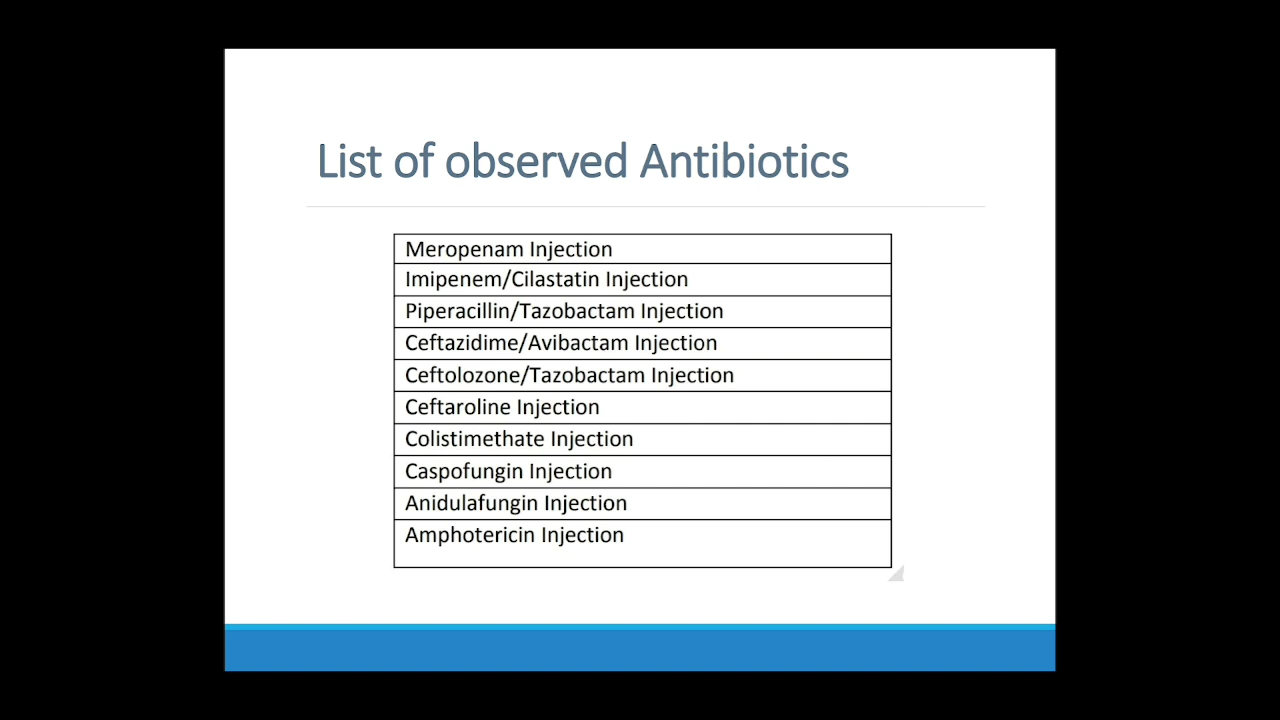 List of observed Antibiotics
Meropenam Injection
Imipenem/Cilastatin Injection
Piperacillin/Tazobactam Injection
Ceftazidime/Avibactam Injection
Ceftolozone/Tazobactam Injection
Ceftaroline Injection
Colistimethate Injection
Caspofungin Injection
Anidulafungin Injection
Amphotericin Injection